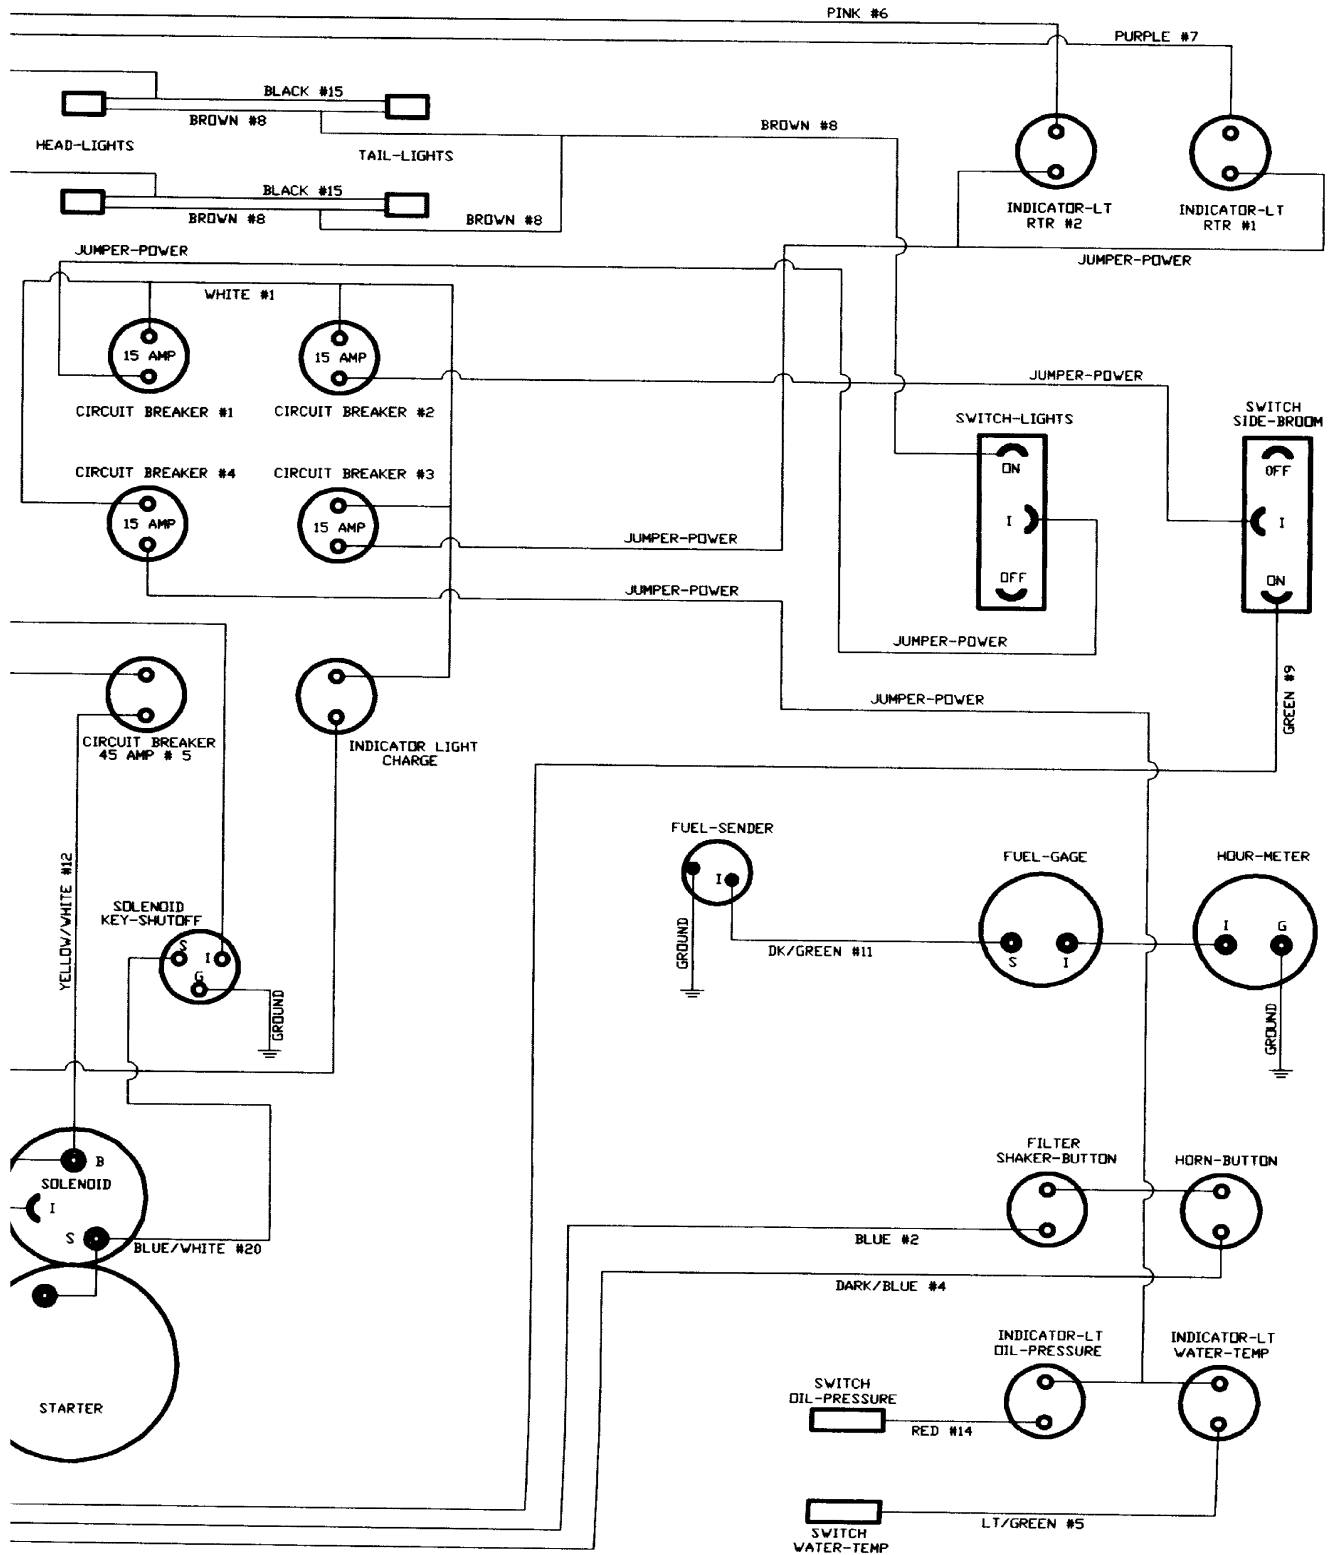 PINK #6
PURPLE #7
BLACK #15
BROWN #8
BROWN #8
HEAD-LIGHTS
TAIL-LIGHTS
BLACK #15
BROWN #8
BROWN #8
INDICATOR-LT
RTR #2
INDICATOR-LT
RTR #1
JUMPER-POWER
JUMPER-POWER
WHITE #1
15 AMP
15 AMP
CIRCUIT BREAKER #1
CIRCUIT BREAKER #2
JUMPER-POWER
SWITCH-LIGHTS
SWITCH
SIDE-BROOM
ON
OFF
CIRCUIT BREAKER #4
CIRCUIT BREAKER #3
15 AMP
15 AMP
I
I
JUMPER-POWER
OFF
ON
JUMPER-POWER
JUMPER-POWER
GREEN #9
JUMPER-POWER
CIRCUIT BREAKER
45 AMP # 5
INDICATOR LIGHT
CHARGE
FUEL-SENDER
I
GROUND
DK/GREEN #11
FUEL-GAGE
S
I
HOUR-METER
I
G
GROUND
YELLOW/WHITE #12
SOLENOID
KEY-SHUTOFF
S
I
G
GROUND
B
SOLENOID
I
S
BLUE/WHITE #20
FILTER
SHAKER-BUTTON
HORN-BUTTON
BLUE #2
DARK/BLUE #4
INDICATOR-LT
OIL-PRESSURE
INDICATOR-LT
WATER-TEMP
STARTER
SWITCH
OIL-PRESSURE
RED #14
LT/GREEN #5
SWITCH
WATER-TEMP